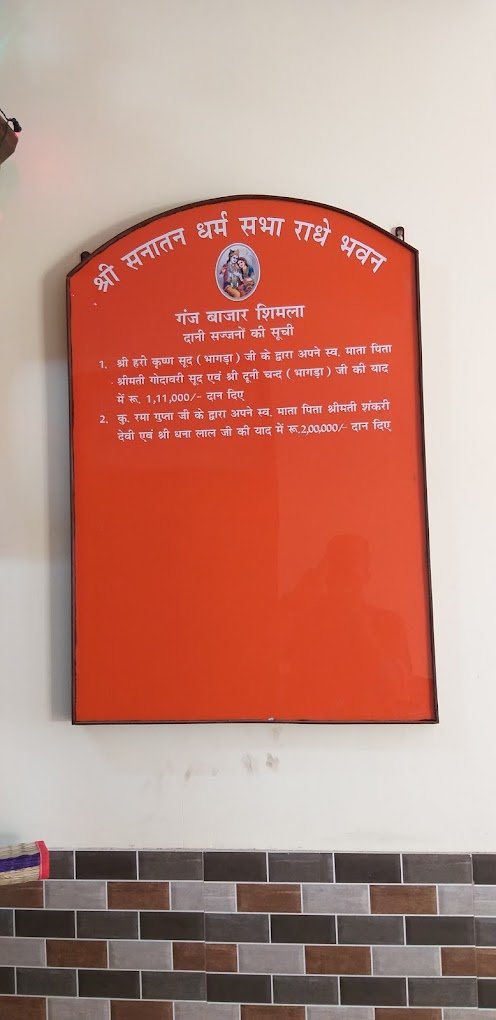 श्री सनातन धर्म सभा राधे भवन
गंज बाजार शिमला
दानी सज्जनों की सूची
1. श्री हरी कृष्ण सूद ( भागड़ा ) जी के द्वारा अपने स्व. माता पिता
श्रीमती गोदावरी सूद एवं श्री दूनी चन्द ( भागड़ा ) जी की याद
में रू. 1,11,000/- दान दिए
2. कु. रमा गुप्ता जी के द्वारा अपने स्व. माता पिता श्रीमती शंकरी
देवी एवं श्री धना लाल जी की याद में रू.2,00,000/- दान दिए